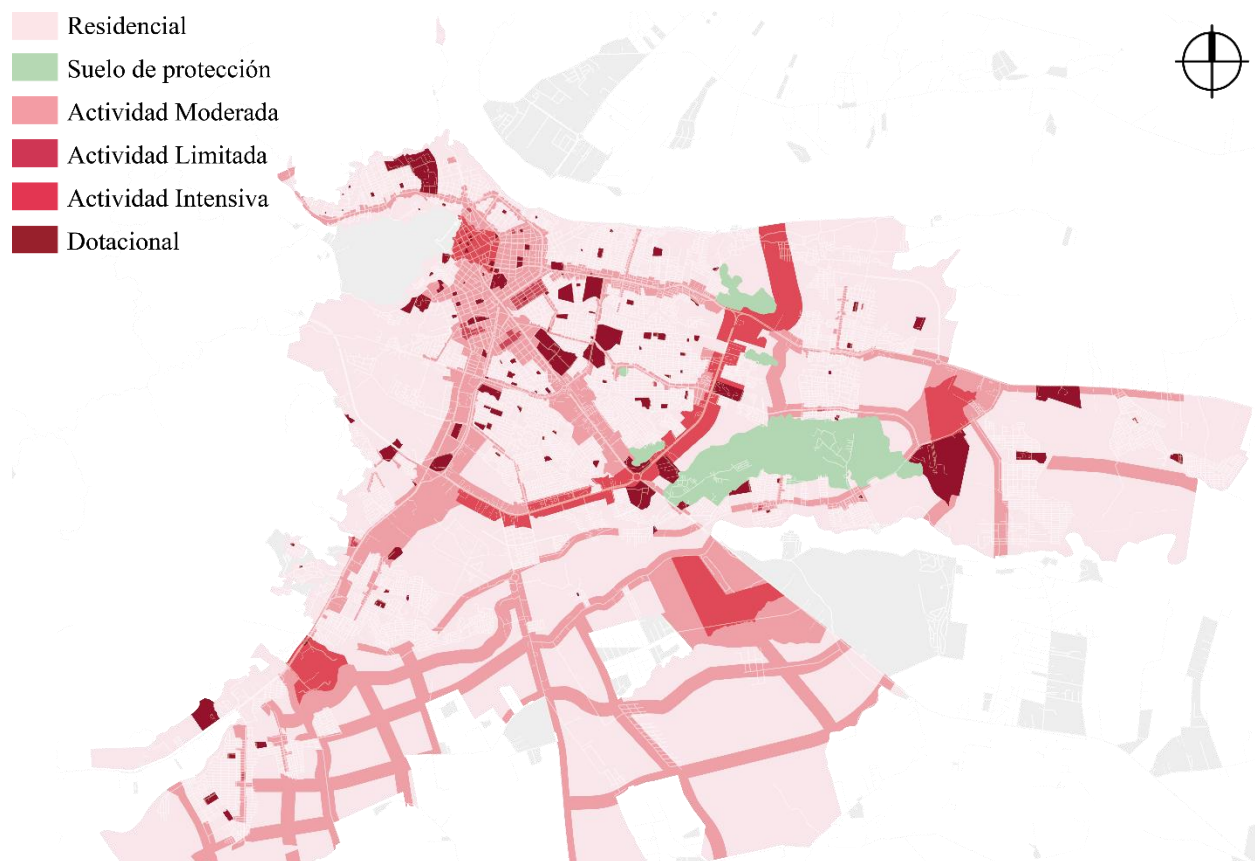 Residencial
Suelo de protección
Actividad Moderada
Actividad Limitada
Actividad Intensiva
Dotacional